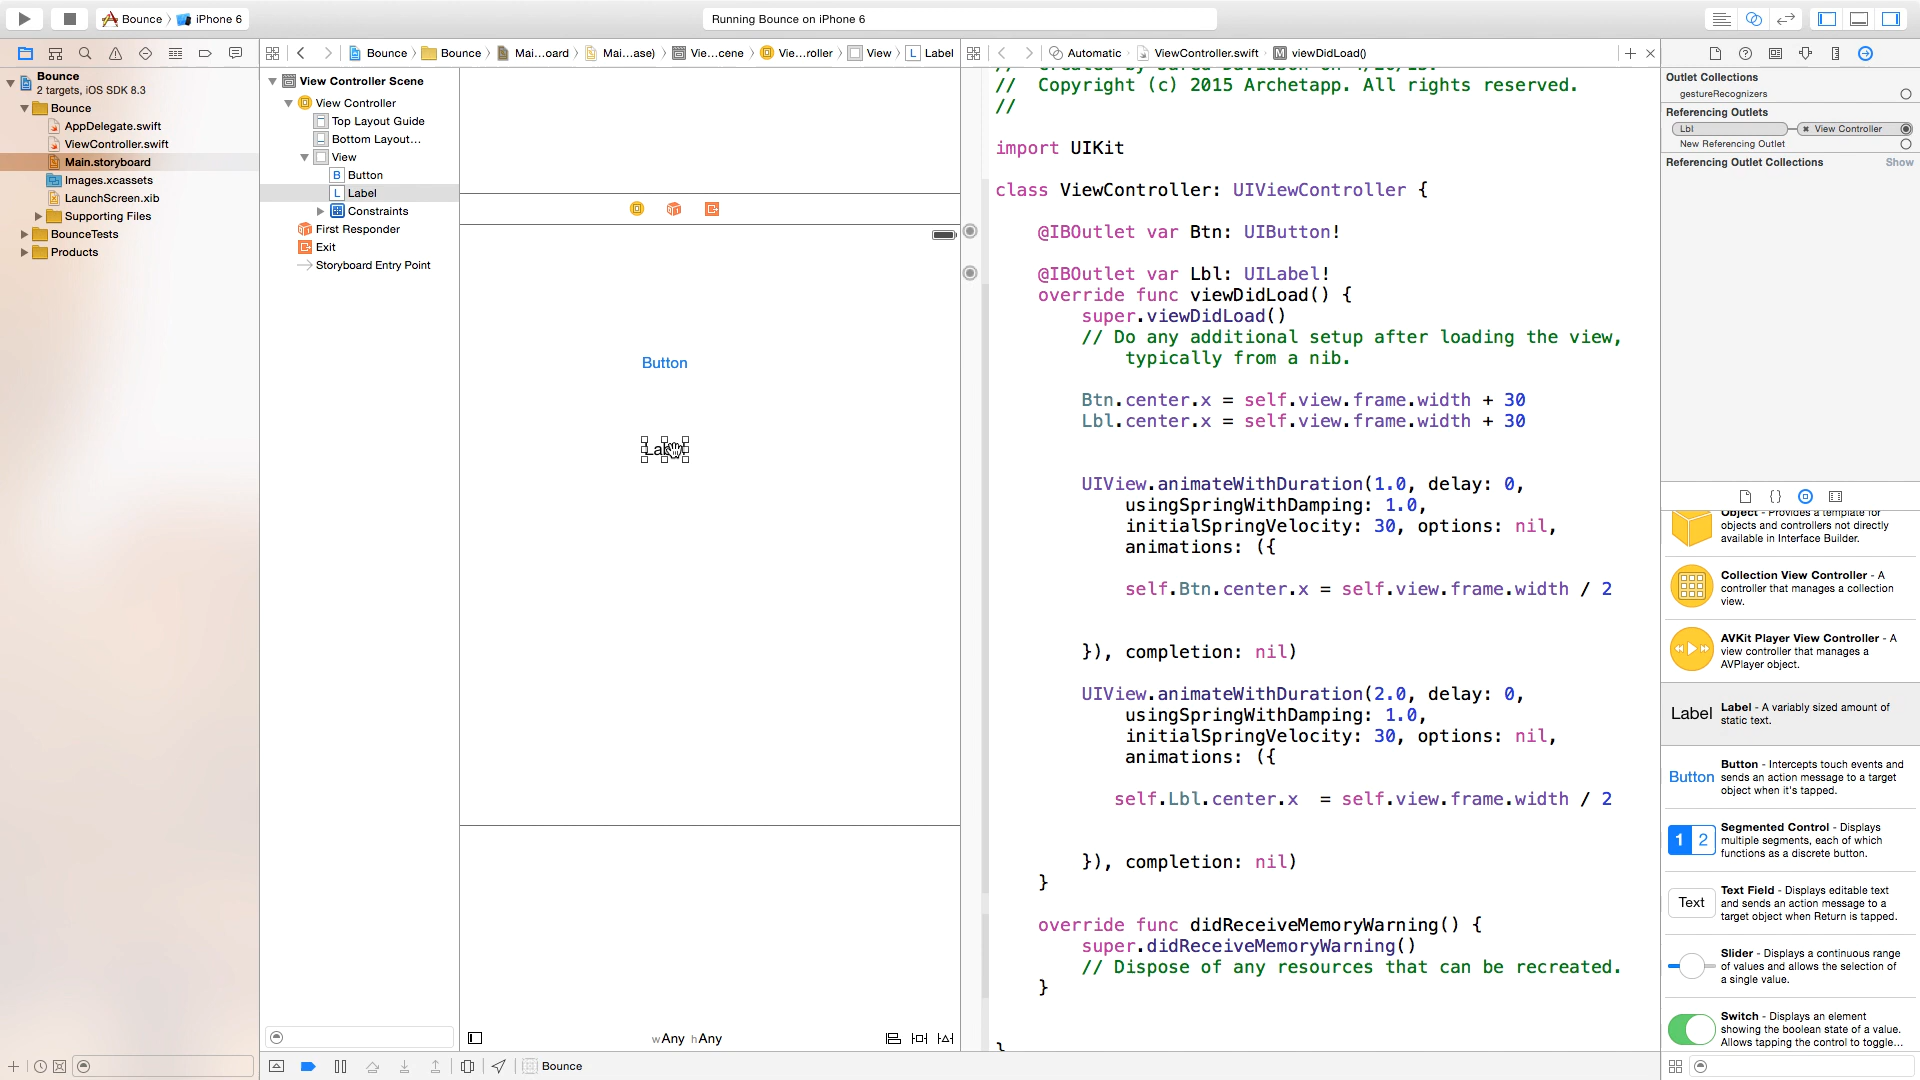 Bounce
iPhone 6
Running Bounce on iPhone 6
Bounce
Bounce
Mai...oard
Mai...ase)
Vie...cene
Vie...roller
View
Label
Automatic
ViewController.swift
viewDidLoad()
Bounce
2 targets, iOS SDK 8.3
Bounce
AppDelegate.swift
ViewController.swift
Main.storyboard
Images.xcassets
LaunchScreen.xib
Supporting Files
BounceTests
Products
View Controller Scene
View Controller
Top Layout Guide
Bottom Layout...
View
Button
Label
Constraints
First Responder
Exit
Storyboard Entry Point
Button
wAny hAny
// Copyright (c) 2015 Archetapp. All rights reserved.
//
import UIKit
class ViewController: UIViewController {
@IBOutlet var Btn: UIButton!
@IBOutlet var Lbl: UILabel!
override func viewDidLoad() {
super.viewDidLoad()
// Do any additional setup after loading the view,
typically from a nib.
Btn.center.x = self.view.frame.width + 30
Lbl.center.x = self.view.frame.width + 30
UIView.animateWithDuration(1.0, delay: 0,
usingSpringWithDamping: 1.0,
initialSpringVelocity: 30, options: nil,
animations: ({
self.Btn.center.x = self.view.frame.width / 2
}), completion: nil)
UIView.animateWithDuration(2.0, delay: 0,
usingSpringWithDamping: 1.0,
initialSpringVelocity: 30, options: nil,
animations: ({
self.Lbl.center.x  = self.view.frame.width / 2
}), completion: nil)
}
override func didReceiveMemoryWarning() {
super.didReceiveMemoryWarning()
// Dispose of any resources that can be recreated.
}
Bounce
Outlet Collections
gestureRecognizers
Referencing Outlets
Lbl
View Controller
New Referencing Outlet
Referencing Outlet Collections Show
Object - Provides a template for
objects and controllers not directly
available in Interface Builder.
Collection View Controller - A
controller that manages a collection
view.
AVKit Player View Controller - A
view controller that manages a
AVPlayer object.
Label
Label - A variably sized amount of
static text.
Button
Button - Intercepts touch events and
sends an action message to a target
object when it's tapped.
1 2
Segmented Control - Displays
multiple segments, each of which
functions as a discrete button.
Text
Text Field - Displays editable text
and sends an action message to a
target object when Return is tapped.
Slider - Displays a continuous range
of values and allows the selection of
a single value.
Switch - Displays an element
showing the boolean state of a value.
Allows tapping the control to toggle...